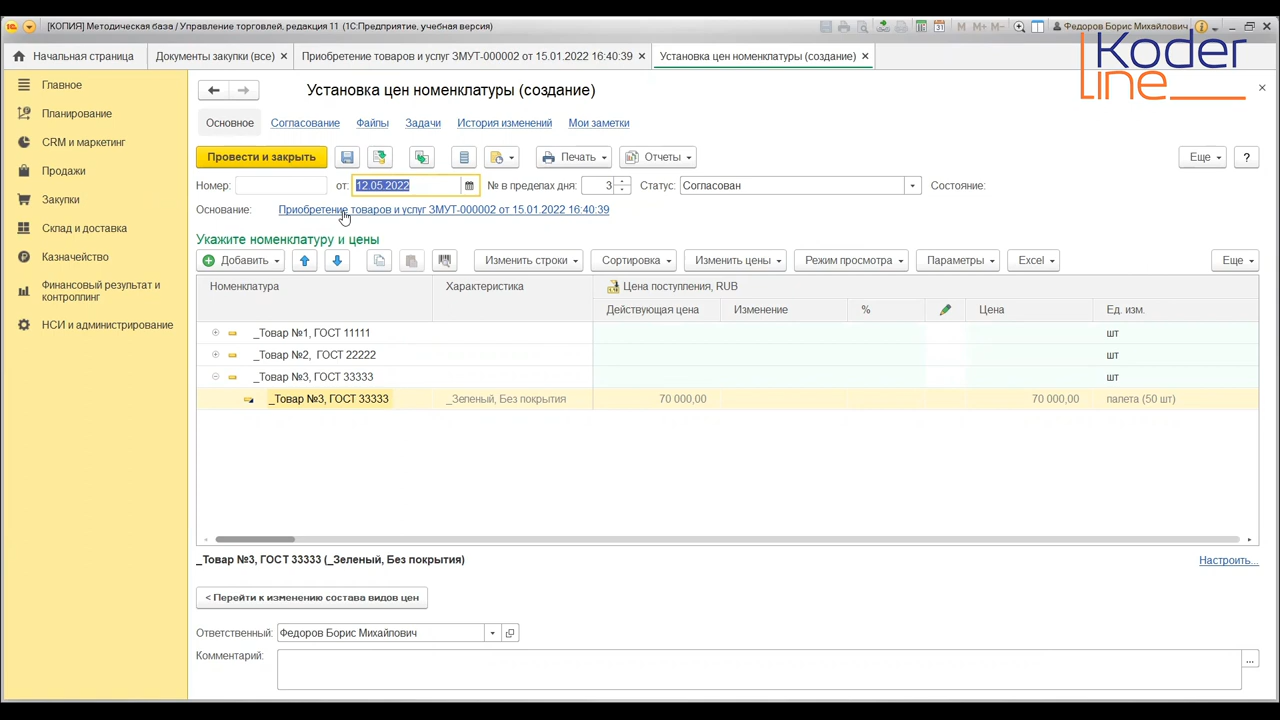 [КОПИЯ] Методическая база / Управление торговлей, редакция 11 (1С:Предприятие, учебная версия)
M M+ M-
Федоров Борис Михайлович
Koder line
Начальная страница
Документы закупки (все) ×
Приобретение товаров и услуг ЗМУТ-000002 от 15.01.2022 16:40:39 ×
Установка цен номенклатуры (создание) ×
Главное
Планирование
CRM и маркетинг
Продажи
Закупки
Склад и доставка
Казначейство
Финансовый результат и контроллинг
НСИ и администрирование
Установка цен номенклатуры (создание)
Основное Согласование Файлы Задачи История изменений Мои заметки
Провести и закрыть Печать Отчеты Еще ?
Номер: от: 12.05.2022 № в пределах дня: 3 Статус: Согласован Состояние:
Основание: Приобретение товаров и услуг ЗМУТ-000002 от 15.01.2022 16:40:39
Укажите номенклатуру и цены
Добавить Изменить строки Сортировка Изменить цены Режим просмотра Параметры Excel Еще
Номенклатура Характеристика Цена поступления, RUB
Действующая цена Изменение % Цена Ед. изм.
_Товар №1, ГОСТ 11111 шт
_Товар №2, ГОСТ 22222 шт
_Товар №3, ГОСТ 33333 шт
_Товар №3, ГОСТ 33333 _Зеленый, Без покрытия 70 000,00 70 000,00 палета (50 шт)
_Товар №3, ГОСТ 33333 (_Зеленый, Без покрытия) Настроить...
< Перейти к изменению состава видов цен
Ответственный: Федоров Борис Михайлович
Комментарий: ...